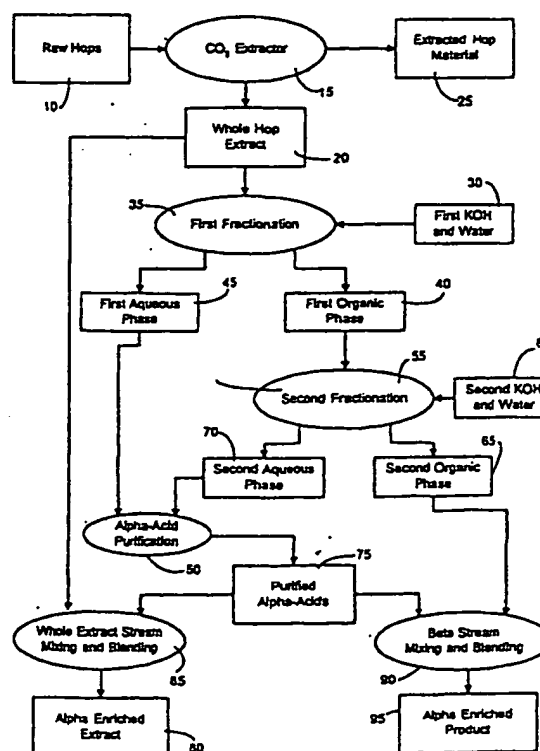 Raw Hops
10
CO₂ Extractor
15
Extracted Hop
Material
25
Whole Hop
Extract
20
35
First Fractionation
30
First KOH
and Water
First Aqueous
Phase
45
First Organic
Phase
40
55
Second Fractionation
Second KOH
and Water
70
Second Aqueous
Phase
65
Second Organic
Phase
Alpha-Acid
Purification
50
75
Purified
Alpha-Acids
Whole Extract Stream
Mixing and Blending
85
Beta Stream
Mixing and Blending
90
Alpha Enriched
Extract
80
Alpha Enriched
Product
95